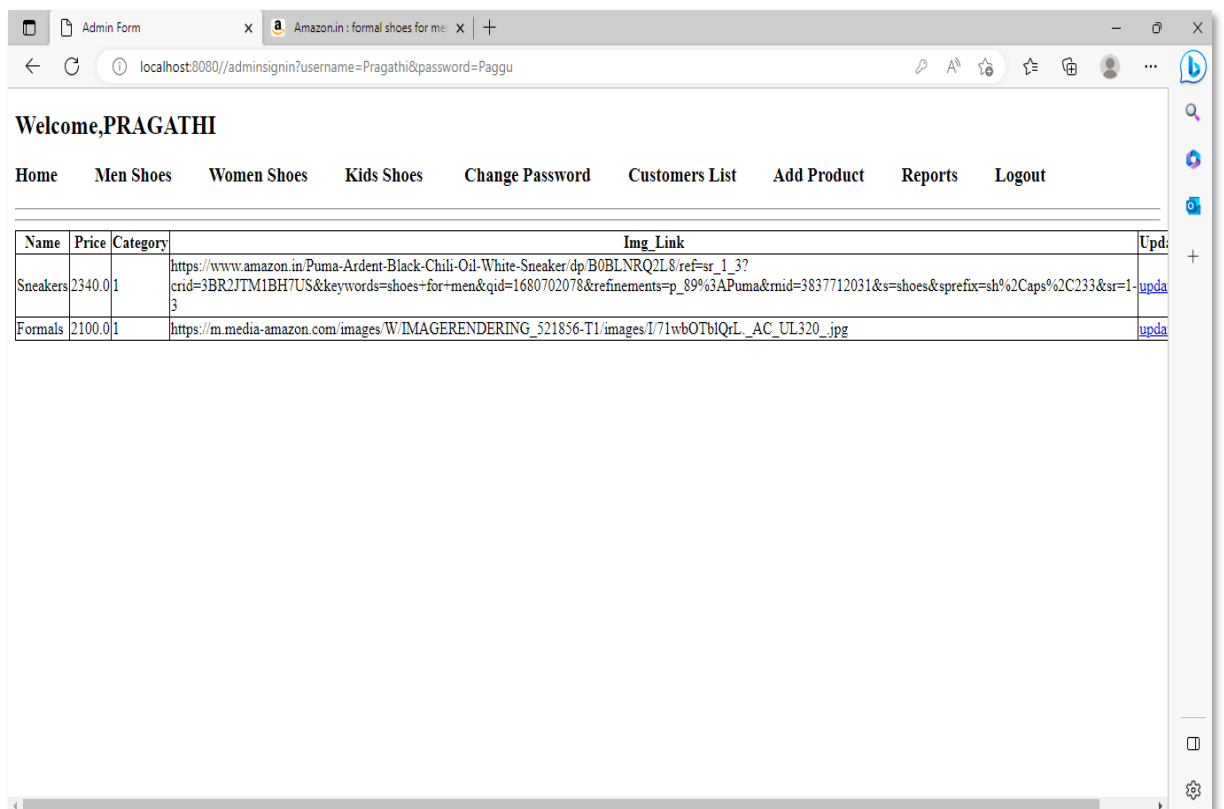 Admin Form
Amazon.in : formal shoes for me
localhost:8080//adminsignin?username=Pragathi&password=Paggu
Welcome,PRAGATHI
Home Men Shoes Women Shoes Kids Shoes Change Password Customers List Add Product Reports Logout
Name Price Category Img_Link Upda
Sneakers 2340.0 1 https://www.amazon.in/Puma-Ardent-Black-Chili-Oil-White-Sneaker/dp/B0BLNRQ2L8/ref=sr_1_3?
crid=3BR2JTM1BH7US&keywords=shoes+for+men&qid=1680702078&refinements=p_89%3APuma&rnid=3837712031&s=shoes&sprefix=sh%2Caps%2C233&sr=1- upda
3
Formals 2100.0 1 https://m.media-amazon.com/images/W/IMAGERENDERING_521856-T1/images/I/71wbOTblQrL._AC_UL320_.jpg upda